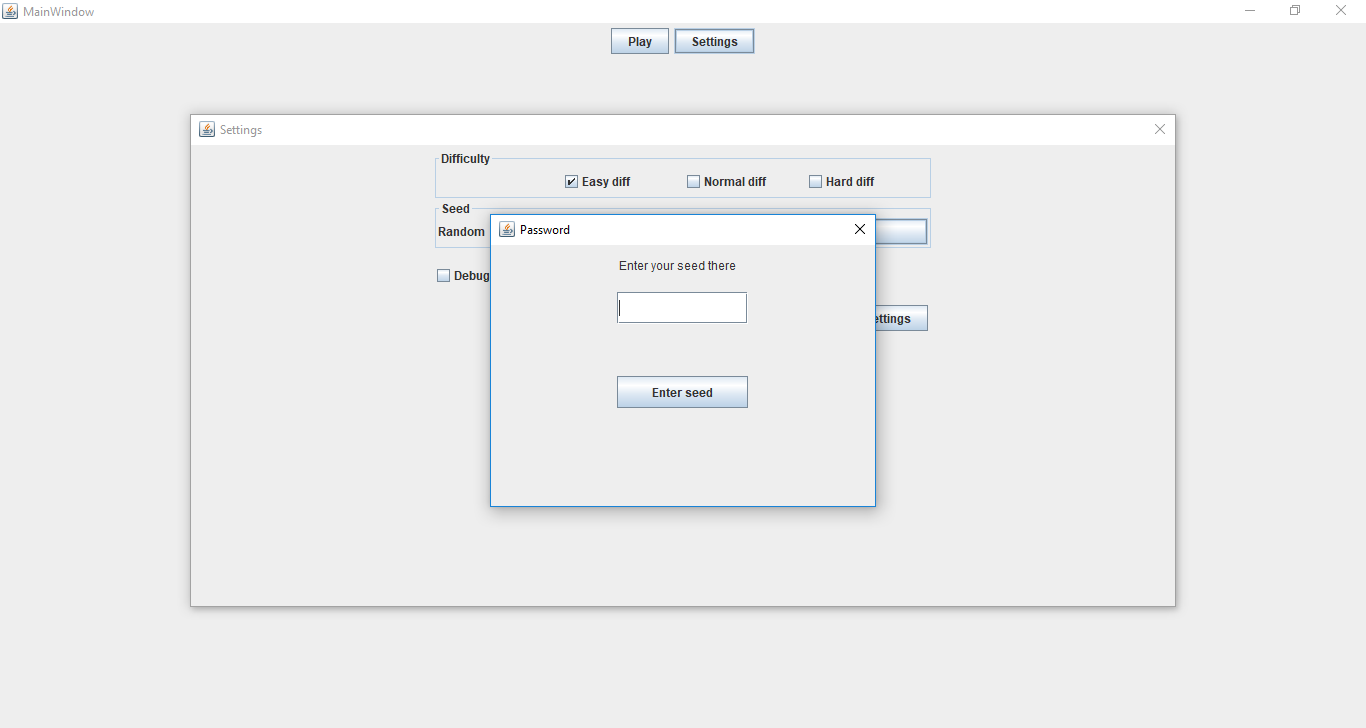 MainWindow
Play Settings
Settings
Difficulty
Easy diff Normal diff Hard diff
Seed
Random
Password
Enter your seed there
Debug
ettings
Enter seed